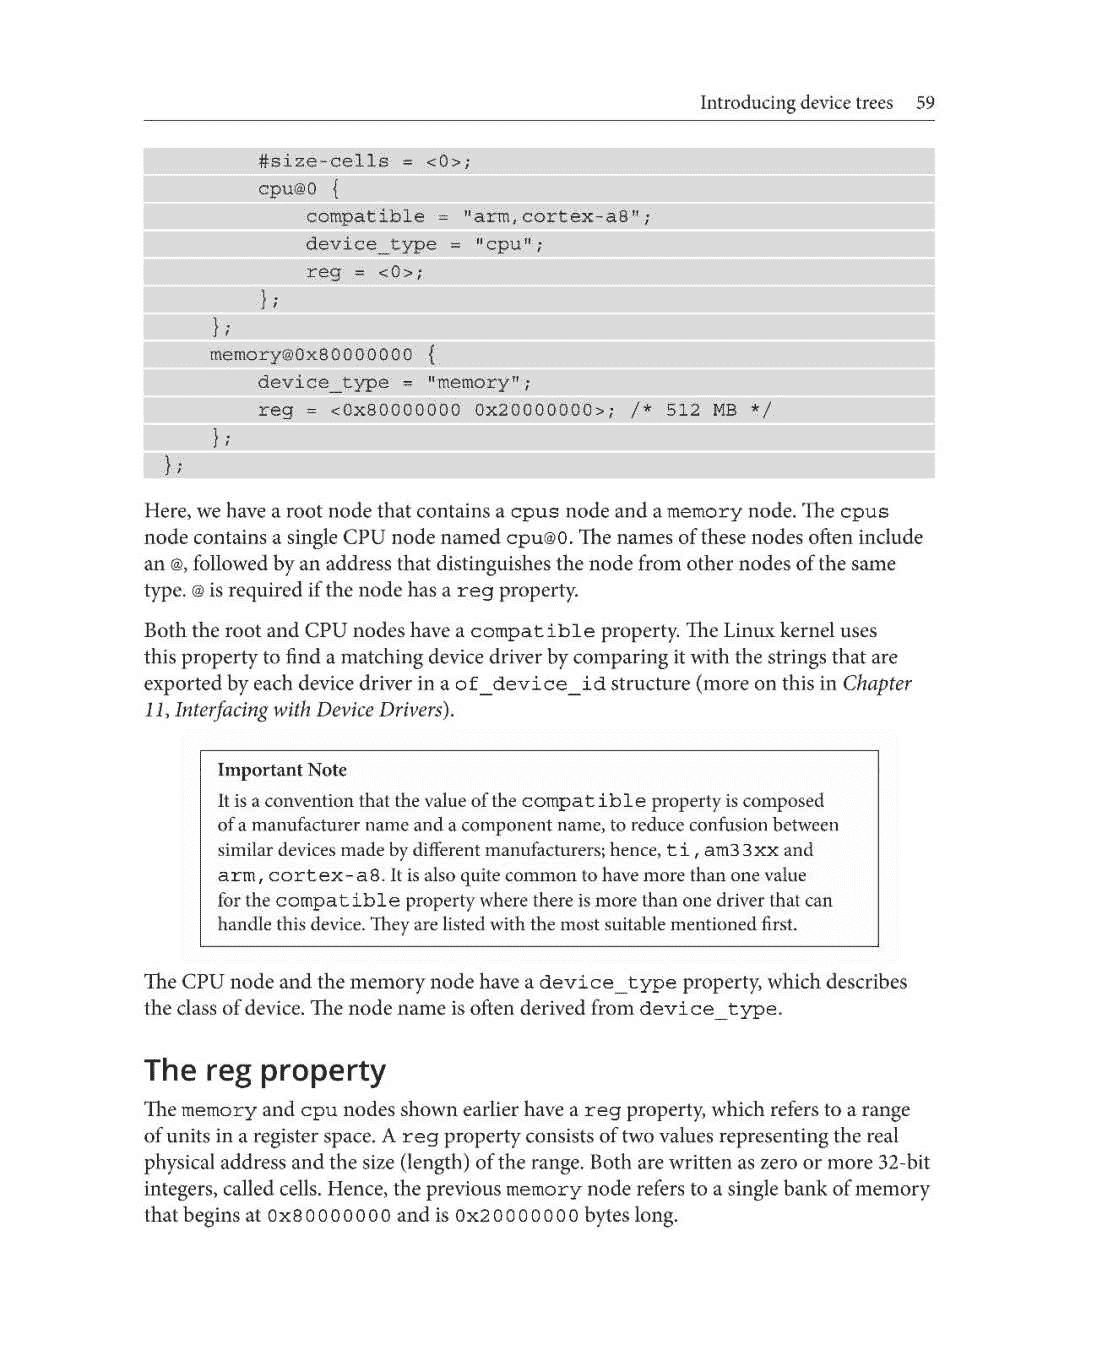 Introducing device trees 59
#size-cells = <0>;
cpu@0 {
compatible = "arm,cortex-a8";
device_type = "cpu";
reg = <0>;
};
};
memory@0x80000000 {
device_type = "memory";
reg = <0x80000000 0x20000000>; /* 512 MB */
};
};
Here, we have a root node that contains a cpus node and a memory node. The cpus
node contains a single CPU node named cpu@0. The names of these nodes often include
an @, followed by an address that distinguishes the node from other nodes of the same
type. @ is required if the node has a reg property.
Both the root and CPU nodes have a compatible property. The Linux kernel uses
this property to find a matching device driver by comparing it with the strings that are
exported by each device driver in a of_device_id structure (more on this in Chapter
11, Interfacing with Device Drivers).
Important Note
It is a convention that the value of the compatible property is composed
of a manufacturer name and a component name, to reduce confusion between
similar devices made by different manufacturers; hence, ti,am33xx and
arm,cortex-a8. It is also quite common to have more than one value
for the compatible property where there is more than one driver that can
handle this device. They are listed with the most suitable mentioned first.
The CPU node and the memory node have a device_type property, which describes
the class of device. The node name is often derived from device_type.
The reg property
The memory and cpu nodes shown earlier have a reg property, which refers to a range
of units in a register space. A reg property consists of two values representing the real
physical address and the size (length) of the range. Both are written as zero or more 32-bit
integers, called cells. Hence, the previous memory node refers to a single bank of memory
that begins at 0x80000000 and is 0x20000000 bytes long.